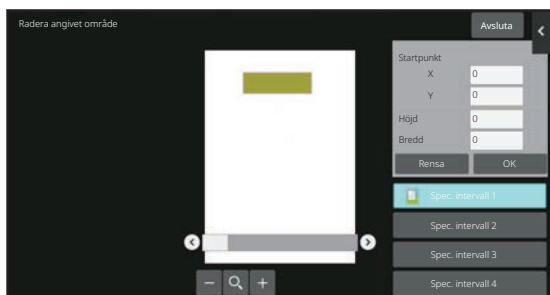 Radera angivet område
Avsluta
Startpunkt
X 0
Y 0
Höjd 0
Bredd 0
Rensa OK
Spec. intervall 1
Spec. intervall 2
Spec. intervall 3
Spec. intervall 4